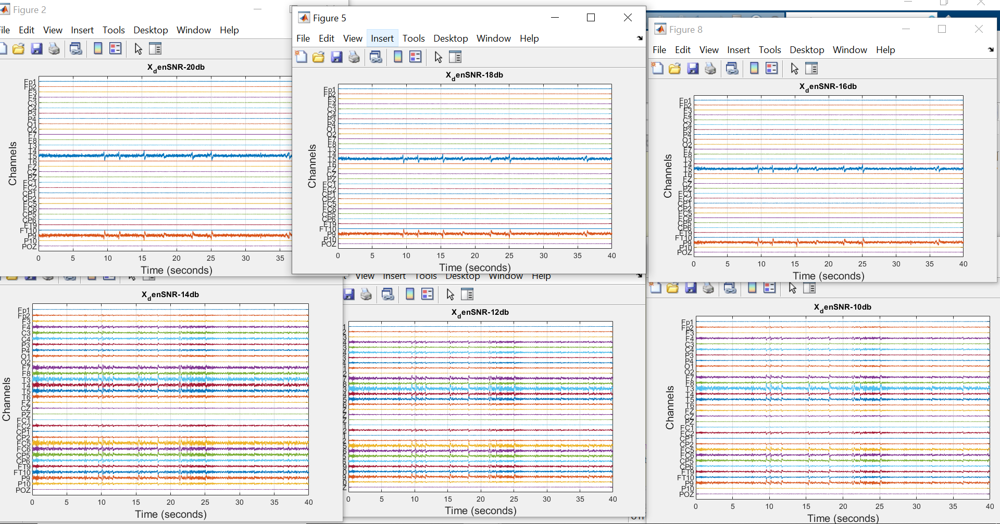 Figure 2
File Edit View Insert Tools Desktop Window Help
X_denSNR-20db
Fp1
Fp2
F3
F4
C3
C4
P3
P4
O1
O2
F7
F8
T3
T4
T5
T6
FZ
CZ
PZ
FC1
FC2
CP1
CP2
FC5
FC6
CP5
CP6
FT9
FT10
P9
P10
POZ
Channels
0 5 10 15 20 25 30 35
Time (seconds)
Figure 5
File Edit View Insert Tools Desktop Window Help
X_denSNR-18db
Fp1
Fp2
F3
F4
C3
C4
P3
P4
O1
O2
F7
F8
T3
T4
T5
T6
FZ
CZ
PZ
FC1
FC2
CP1
CP2
FC5
FC6
CP5
CP6
FT9
FT10
P9
P10
POZ
Channels
0 5 10 15 20 25 30 35 40
Time (seconds)
Figure 8
File Edit View Insert Tools Desktop Window Help
X_denSNR-16db
Fp1
Fp2
F3
F4
C3
C4
P3
P4
O1
O2
F7
F8
T3
T4
T5
T6
FZ
CZ
PZ
FC1
FC2
CP1
CP2
FC5
FC6
CP5
CP6
FT9
FT10
P9
P10
POZ
Channels
0 5 10 15 20 25 30 35 40
Time (seconds)
X_denSNR-14db
Fp1
Fp2
F3
F4
C3
C4
P3
P4
O1
O2
F7
F8
T3
T4
T5
T6
FZ
CZ
PZ
FC1
FC2
CP1
CP2
FC5
FC6
CP5
CP6
FT9
FT10
P9
P10
POZ
Channels
0 5 10 15 20 25 30 35 40
Time (seconds)
View Insert Tools Desktop Window Help
X_denSNR-12db
0 5 10 15 20 25 30 35 40
Time (seconds)
X_denSNR-10db
Fp1
Fp2
F3
F4
C3
C4
P3
P4
O1
O2
F7
F8
T3
T4
T5
T6
FZ
CZ
PZ
FC1
FC2
CP1
CP2
FC5
FC6
CP5
CP6
FT9
FT10
P9
P10
POZ
Channels
0 5 10 15 20 25 30 35 40
Time (seconds)